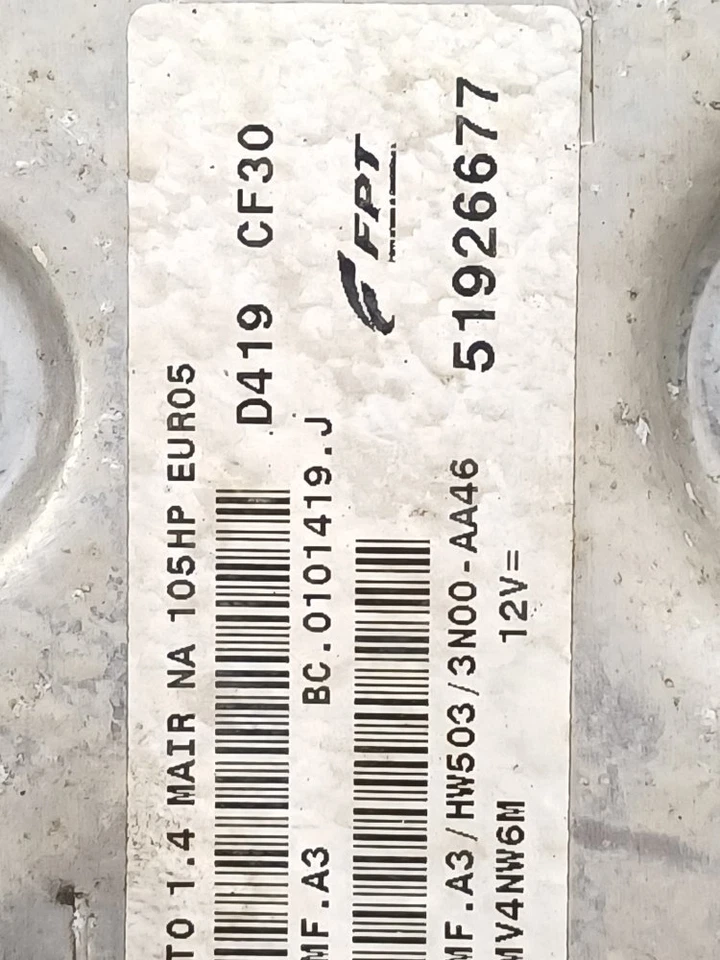 TO 1.4 MAIR NA 105HP EURO5
D419 CF30
MF.A3 BC.0101419.J
FPT
51926677
MF.A3/HW503/3N00-AA46
MV4NW6M 12V=